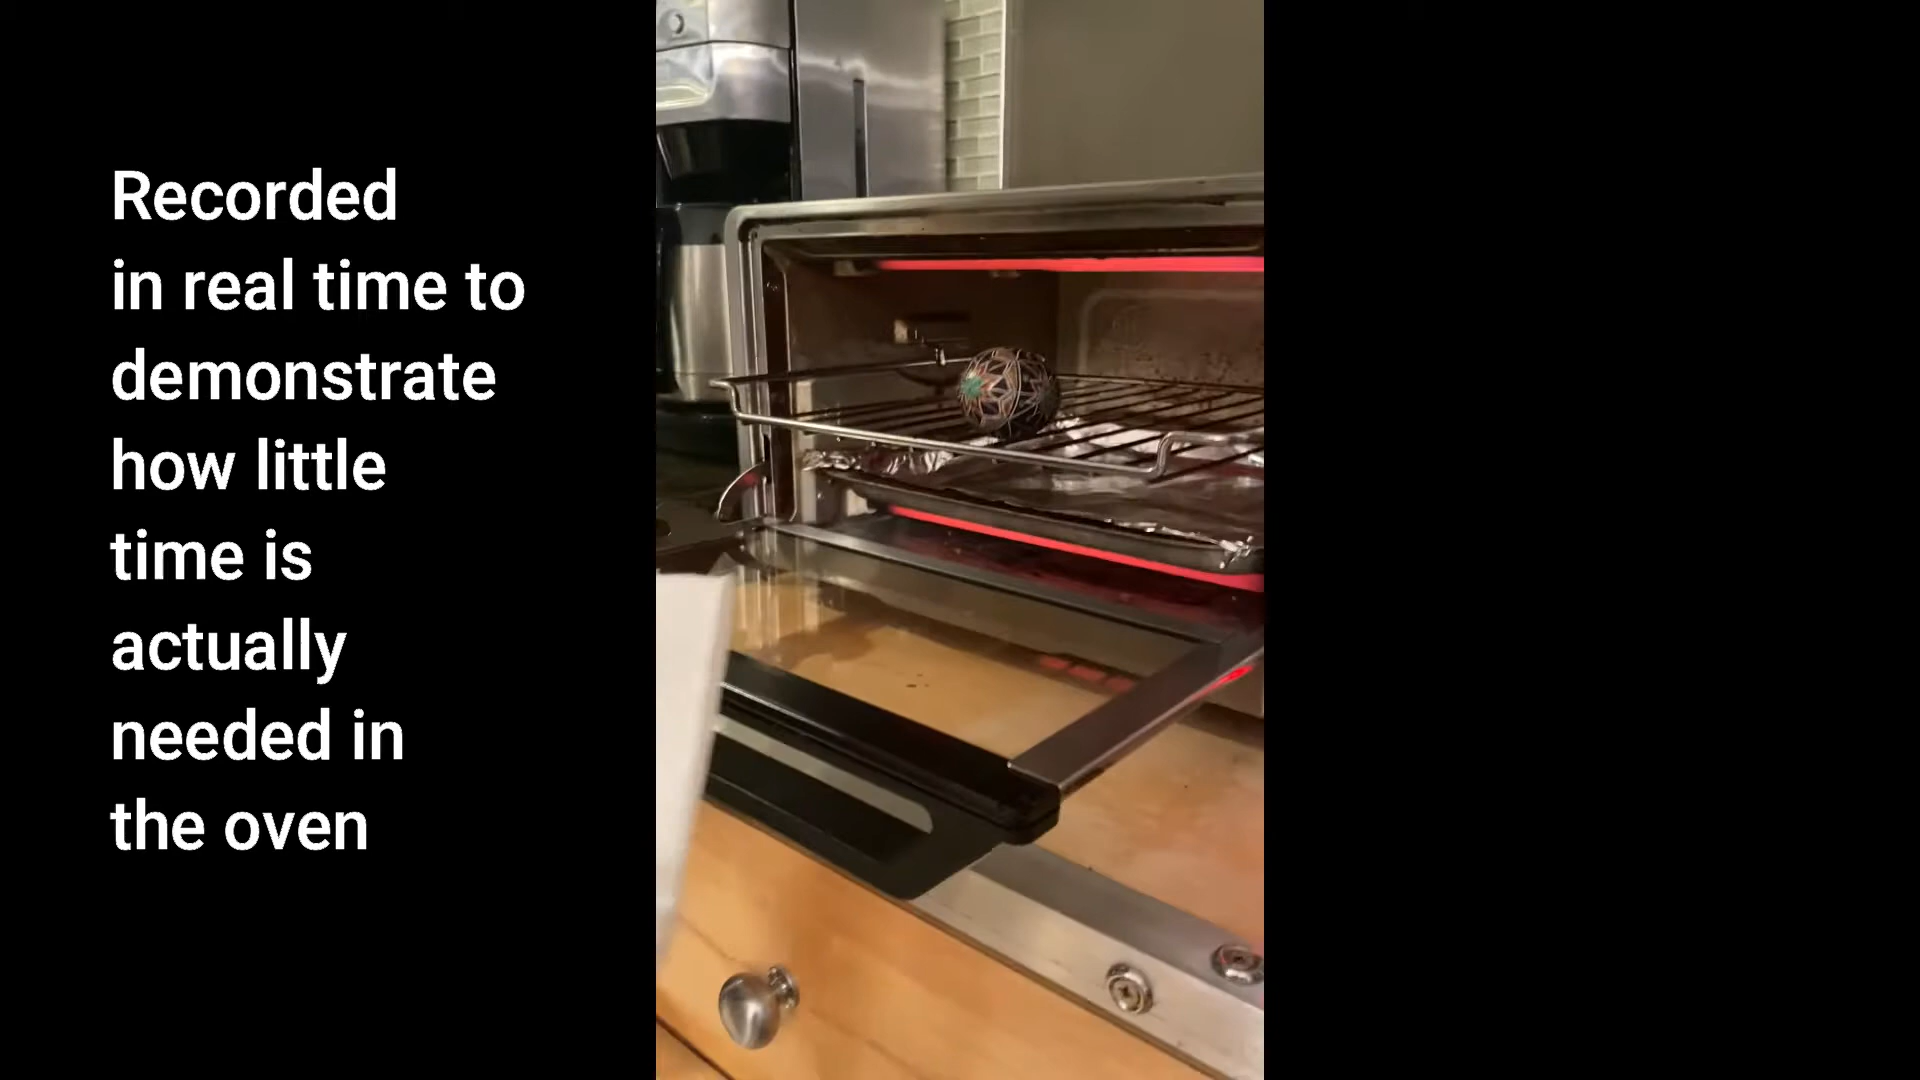 Recorded
in real time to
demonstrate
how little
time is
actually
needed in
the oven